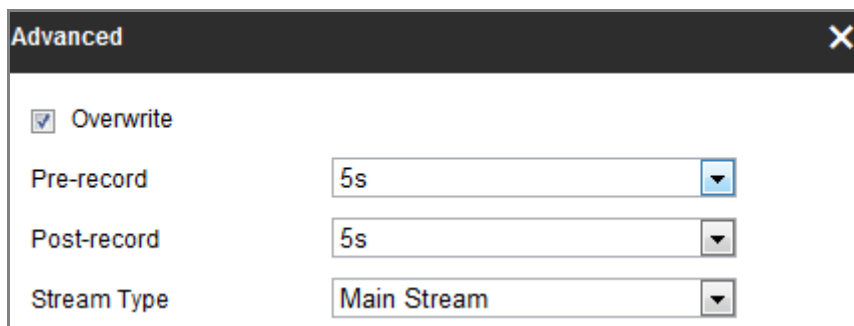 Advanced
Overwrite
Pre-record 5s
Post-record 5s
Stream Type Main Stream